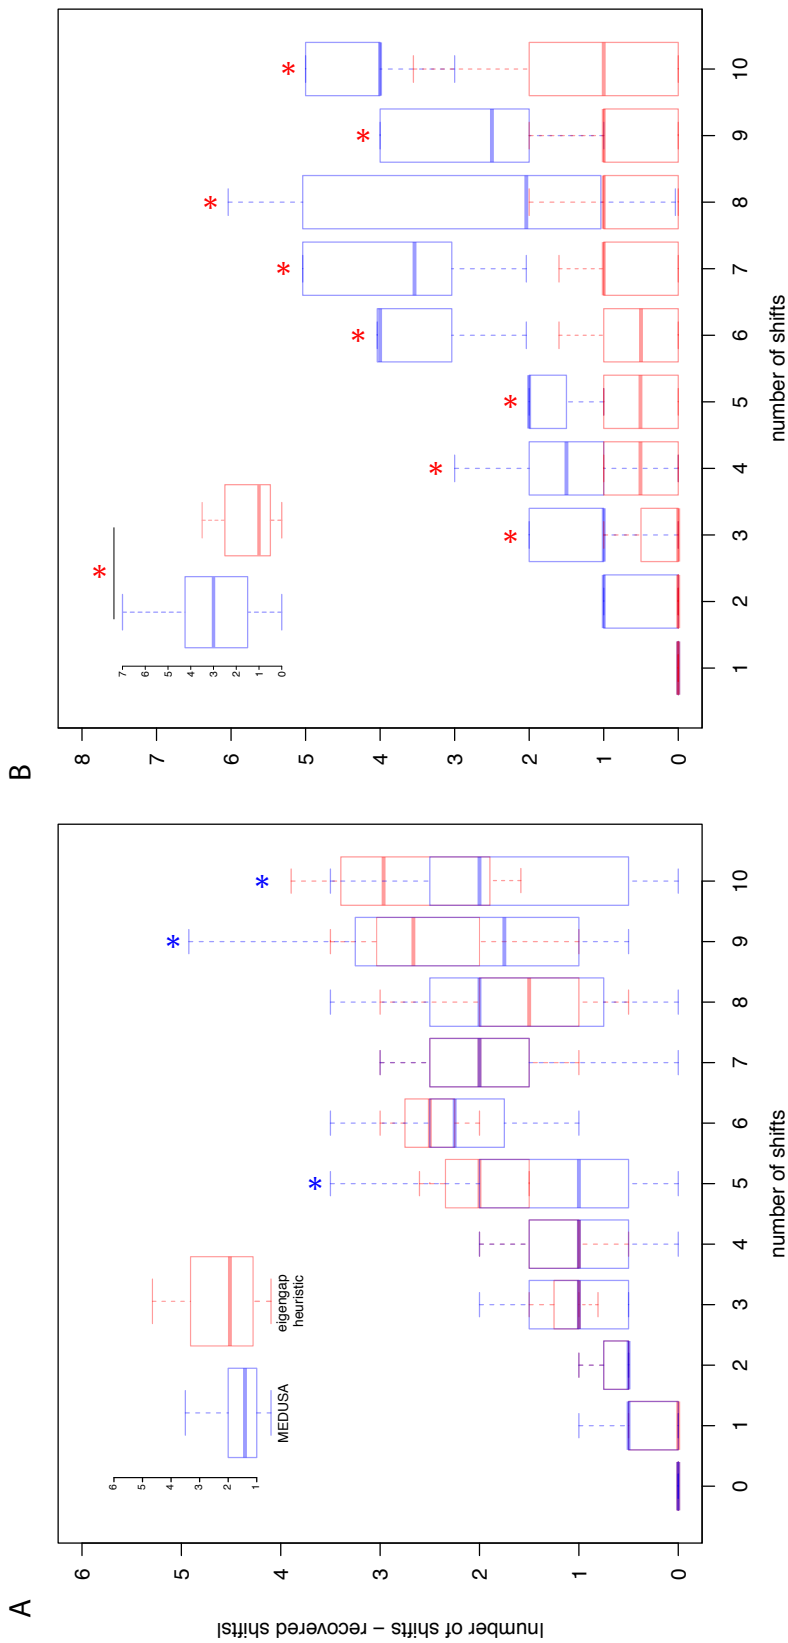 A
|number of shifts – recovered shifts|
6
5
4
3
2
1
0
6
5
4
3
2
1
MEDUSA
eigengap
heuristic
* * *
0 1 2 3 4 5 6 7 8 9 10
number of shifts
B
8
7
6
5
4
3
2
1
0
7
6
5
4
3
2
1
0
*
* * * * * * * *
1 2 3 4 5 6 7 8 9 10
number of shifts